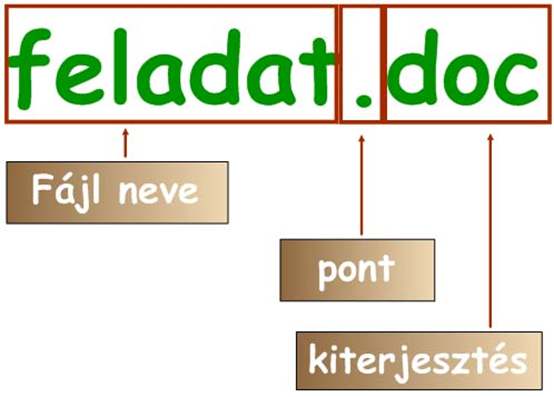 feladat.doc
Fájl neve
pont
kiterjesztés